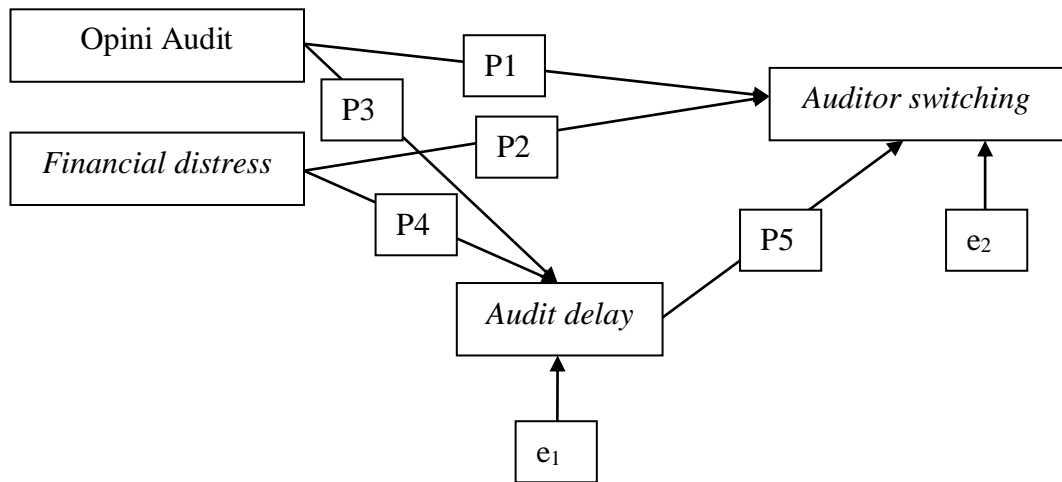 Opini Audit
P1
Auditor switching
P3
Financial distress
P2
P4
P5
e₂
Audit delay
e₁